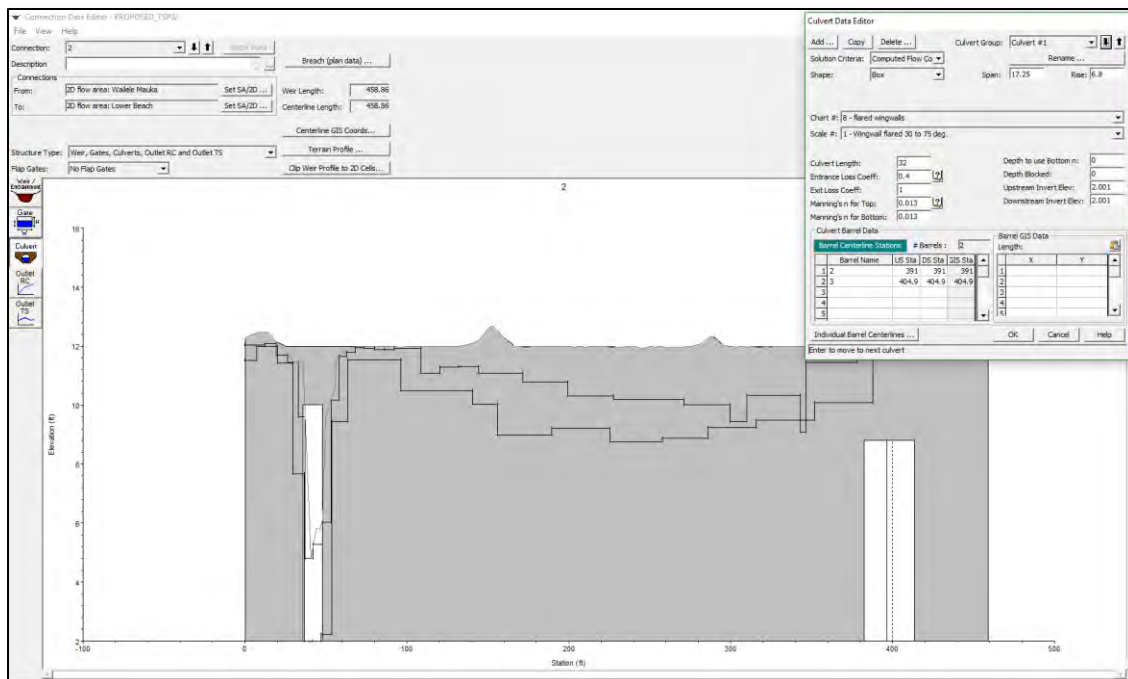 Connection Data Editor - PROPOSED_TSPW
File View Help
Connection: 2
Description ...
Breach (plan data) ...
Connections
From: 2D flow area: Wailele Mauka Set SA/2D ... Weir Length: 458.86
To: 2D flow area: Lower Beach Set SA/2D ... Centerline Length: 458.86
Centerline GIS Coords...
Structure Type: Weir, Gates, Culverts, Outlet RC and Outlet TS Terrain Profile ...
Flap Gates: No Flap Gates Clip Weir Profile to 2D Cells...
Weir / Embankment
Gate
Culvert
Outlet RC
Outlet TS
2
16
14
12
10
8
6
4
2
Elevation (ft)
-100 0 100 200 300 400 500
Station (ft)
Culvert Data Editor
Add ... Copy Delete ... Culvert Group: Culvert #1
Solution Criteria: Computed Flow Co Rename ...
Shape: Box Span: 17.25 Rise: 6.8
Chart #: 8 - flared wingwalls
Scale #: 1 - Wingwall flared 30 to 75 deg.
Culvert Length: 32 Depth to use Bottom n: 0
Entrance Loss Coeff: 0.4 ? Depth Blocked: 0
Exit Loss Coeff: 1 Upstream Invert Elev: 2.001
Manning's n for Top: 0.013 ? Downstream Invert Elev: 2.001
Manning's n for Bottom: 0.013
Culvert Barrel Data
Barrel Centerline Stations # Barrels : 2
Barrel Name US Sta DS Sta GIS Sta
1 2 391 391 391
2 3 404.9 404.9 404.9
3
4
5
Barrel GIS Data
Length:
X Y
1
2
3
4
5
Individual Barrel Centerlines ... OK Cancel Help
Enter to move to next culvert